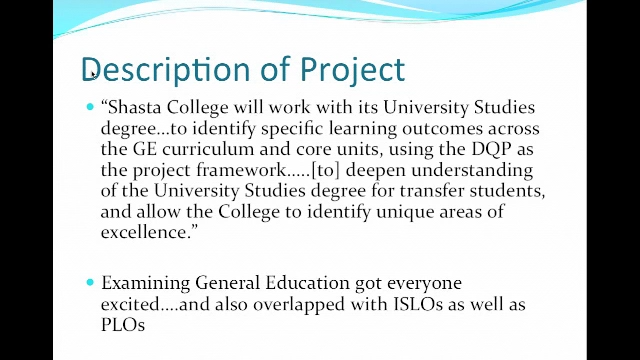 Description of Project
“Shasta College will work with its University Studies
degree...to identify specific learning outcomes across
the GE curriculum and core units, using the DQP as
the project framework.....[to] deepen understanding
of the University Studies degree for transfer students,
and allow the College to identify unique areas of
excellence.”
Examining General Education got everyone
excited....and also overlapped with ISLOs as well as
PLOs